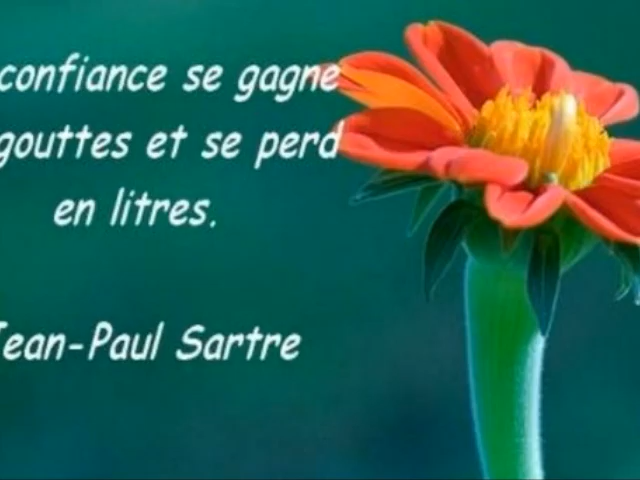 confiance se gagne
gouttes et se perd
en litres.
Jean-Paul Sartre